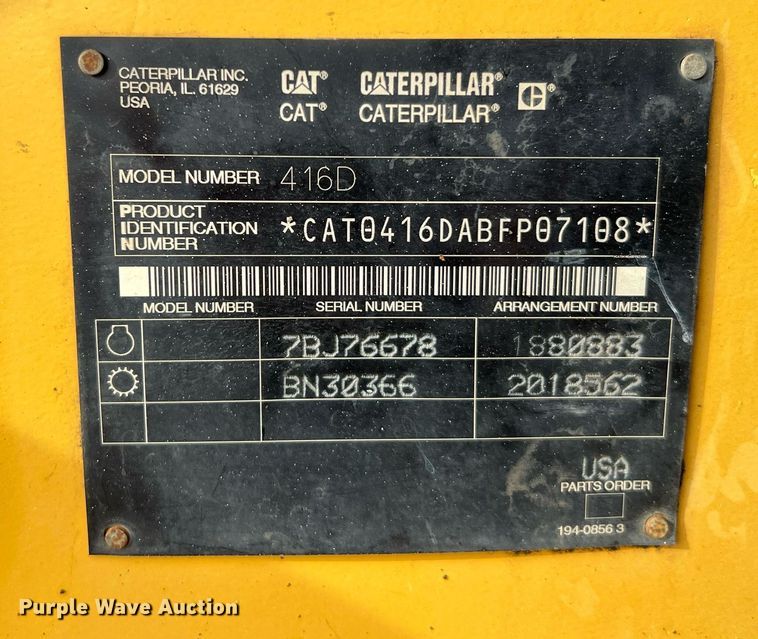 CATERPILLAR INC.
PEORIA, IL. 61629
USA
CAT® CATERPILLAR®
CAT® CATERPILLAR®
MODEL NUMBER 416D
PRODUCT
IDENTIFICATION
NUMBER
*CAT0416DABFP07108*
MODEL NUMBER SERIAL NUMBER ARRANGEMENT NUMBER
7BJ76678 1880883
BN30366 2018562
USA
PARTS ORDER
194-0856 3
Purple Wave Auction